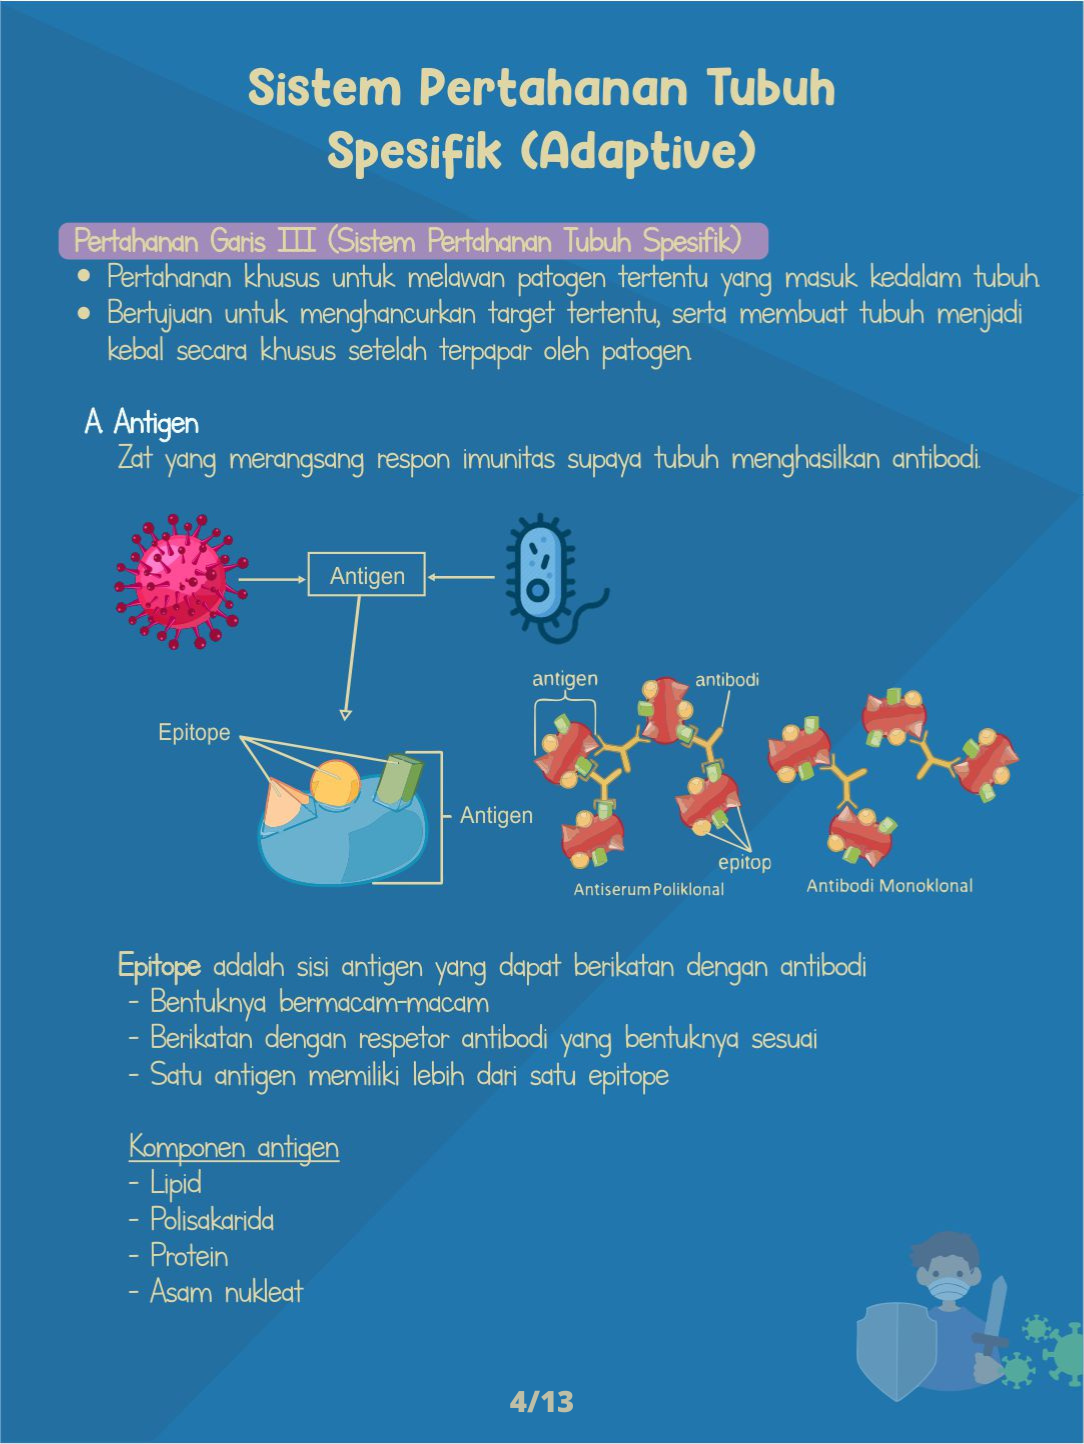 Sistem Pertahanan Tubuh
Spesifik (Adaptive)
Pertahanan Garis III (Sistem Pertahanan Tubuh Spesifik)
• Pertahanan khusus untuk melawan patogen tertentu yang masuk kedalam tubuh.
• Bertujuan untuk menghancurkan target tertentu, serta membuat tubuh menjadi
kebal secara khusus setelah terpapar oleh patogen.
A. Antigen
Zat yang merangsang respon imunitas supaya tubuh menghasilkan antibodi.
Antigen
Epitope
Antigen
antigen
antibodi
epitop
Antiserum Poliklonal
Antibodi Monoklonal
Epitope adalah sisi antigen yang dapat berikatan dengan antibodi
- Bentuknya bermacam-macam
- Berikatan dengan respetor antibodi yang bentuknya sesuai
- Satu antigen memiliki lebih dari satu epitope
Komponen antigen
- Lipid
- Polisakarida
- Protein
- Asam nukleat
4/13